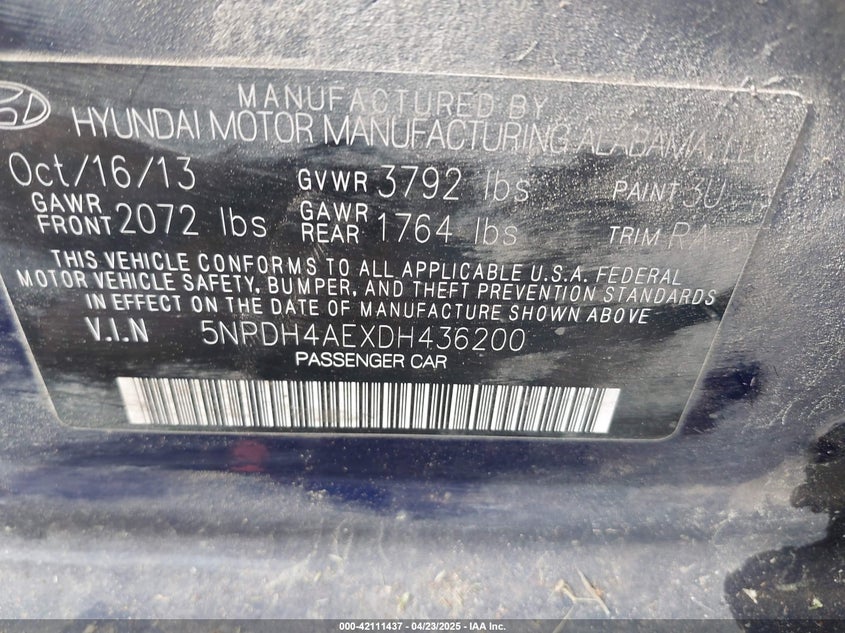 MANUFACTURED BY
HYUNDAI MOTOR MANUFACTURING ALABAMA, LLC
Oct/16/13 GVWR 3792 lbs PAINT 3U
GAWR FRONT 2072 lbs GAWR REAR 1764 lbs TRIM RA
THIS VEHICLE CONFORMS TO ALL APPLICABLE U.S.A. FEDERAL
MOTOR VEHICLE SAFETY, BUMPER, AND THEFT PREVENTION STANDARDS
IN EFFECT ON THE DATE OF MANUFACTURE SHOWN ABOVE
V.I.N 5NPDH4AEXDH436200
PASSENGER CAR
000-42111437 - 04/23/2025 - © IAA Inc.